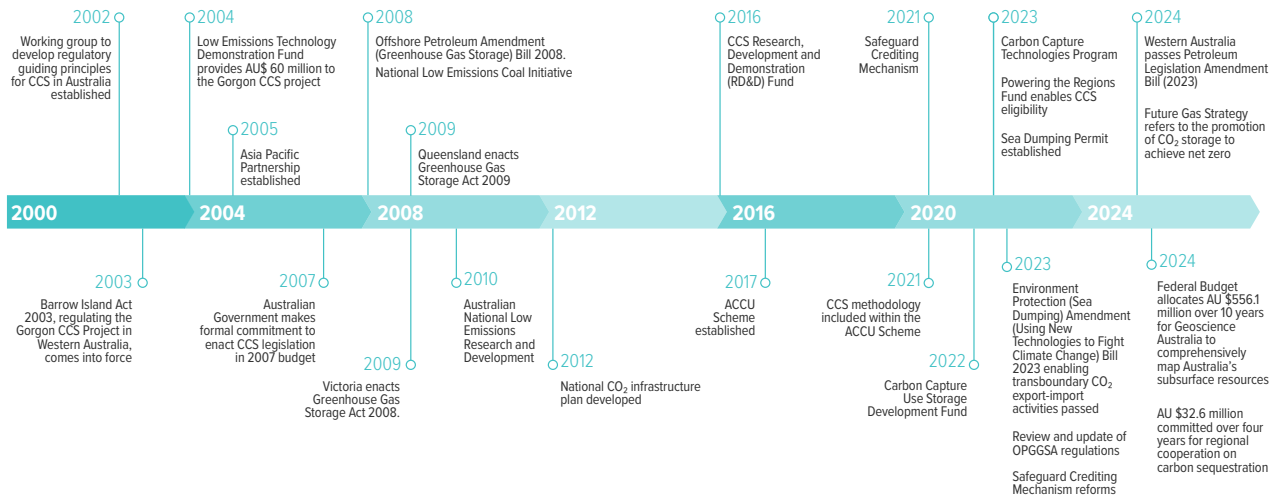 2002
Working group to
develop regulatory
guiding principles
for CCS in Australia
established
2004
Low Emissions Technology
Demonstration Fund
provides AU$ 60 million to
the Gorgon CCS project
2005
Asia Pacific
Partnership
established
2008
Offshore Petroleum Amendment
(Greenhouse Gas Storage) Bill 2008.
National Low Emissions Coal Initiative
2009
Queensland enacts
Greenhouse Gas
Storage Act 2009
2016
CCS Research,
Development and
Demonstration
(RD&D) Fund
2021
Safeguard
Crediting
Mechanism
2023
Carbon Capture
Technologies Program
Powering the Regions
Fund enables CCS
eligibility
Sea Dumping Permit
established
2024
Western Australia
passes Petroleum
Legislation Amendment
Bill (2023)
Future Gas Strategy
refers to the promotion
of CO₂ storage to
achieve net zero
2000
2004
2008
2012
2016
2020
2024
2003
Barrow Island Act
2003, regulating the
Gorgon CCS Project in
Western Australia,
comes into force
2007
Australian
Government makes
formal commitment to
enact CCS legislation
in 2007 budget
2009
Victoria enacts
Greenhouse Gas
Storage Act 2008.
2010
Australian
National Low
Emissions
Research and
Development
2012
National CO₂ infrastructure
plan developed
2017
ACCU
Scheme
established
2021
CCS methodology
included within the
ACCU Scheme
2022
Carbon Capture
Use Storage
Development Fund
2023
Environment
Protection (Sea
Dumping) Amendment
(Using New
Technologies to Fight
Climate Change) Bill
2023 enabling
transboundary CO₂
export-import
activities passed
Review and update of
OPGGSA regulations
Safeguard Crediting
Mechanism reforms
2024
Federal Budget
allocates AU $556.1
million over 10 years
for Geoscience
Australia to
comprehensively
map Australia's
subsurface resources
AU $32.6 million
committed over four
years for regional
cooperation on
carbon sequestration